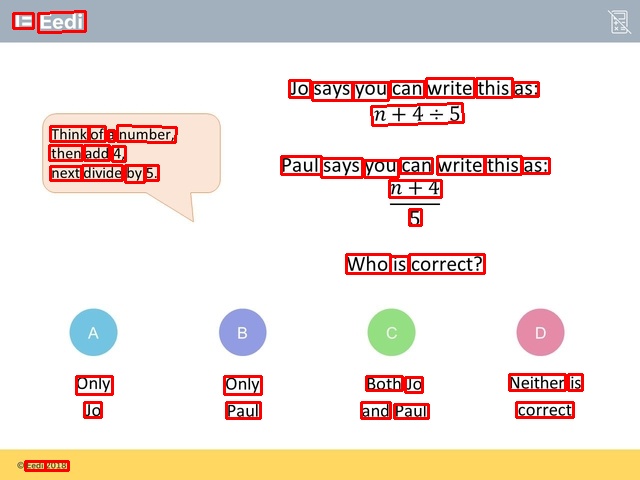 Eedi
Jo says you can write this as:
n + 4 ÷ 5
Think of a number,
then add 4,
next divide by 5.
Paul says you can write this as:
n + 4
5
Who is correct?
A B C D
Only Only Both Jo Neither is
Jo Paul and Paul correct
© Eedi 2018